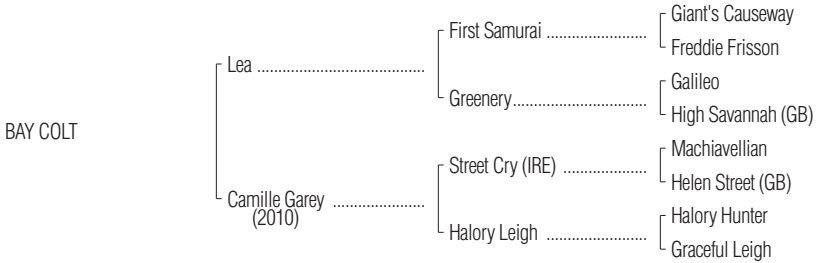 Giant's Causeway
First Samurai ........................
Freddie Frisson
Lea ........................................
Galileo
Greenery................................
High Savannah (GB)
BAY COLT
Machiavellian
Street Cry (IRE) ....................
Helen Street (GB)
Camille Garey ......................
(2010)
Halory Hunter
Halory Leigh ........................
Graceful Leigh